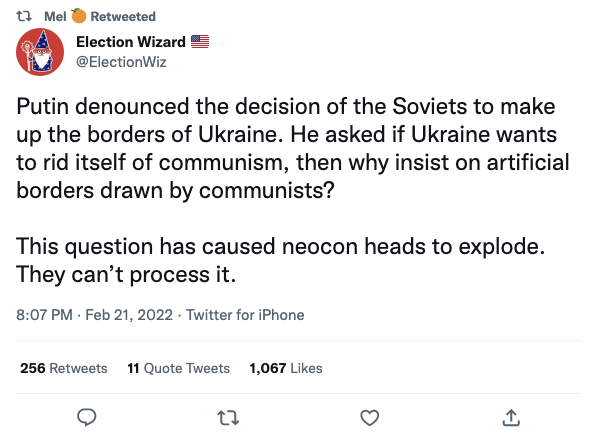 Mel 🍊 Retweeted
Election Wizard 🇺🇸
@ElectionWiz
Putin denounced the decision of the Soviets to make
up the borders of Ukraine. He asked if Ukraine wants
to rid itself of communism, then why insist on artificial
borders drawn by communists?
This question has caused neocon heads to explode.
They can’t process it.
8:07 PM · Feb 21, 2022 · Twitter for iPhone
256 Retweets 11 Quote Tweets 1,067 Likes